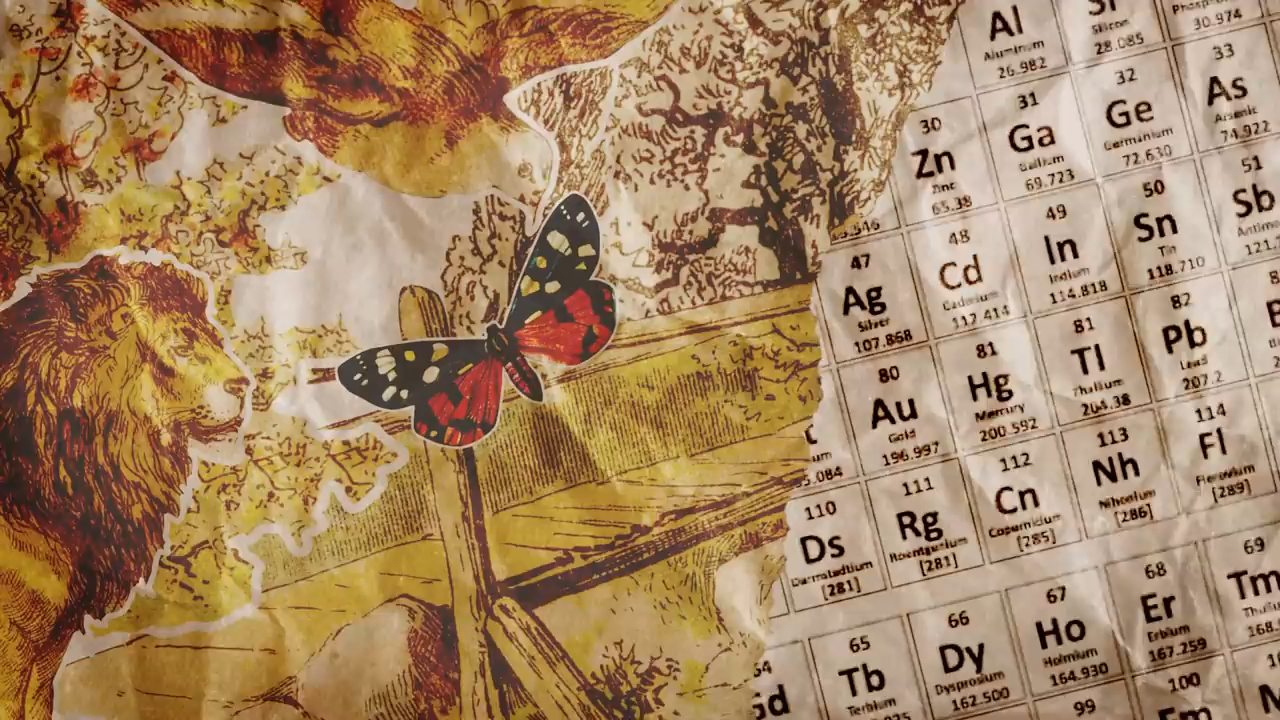 Al
Aluminum
26.982
Silicon
28.085
30.974
30
Zn
Zinc
65.38
31
Ga
Gallium
69.723
32
Ge
Germanium
72.630
33
As
Arsenic
74.922
47
Ag
Silver
107.868
48
Cd
Cadmium
112.414
49
In
Indium
114.818
50
Sn
Tin
118.710
51
Sb
80
Au
Gold
196.997
81
Hg
Mercury
200.592
81
Tl
Thallium
204.38
82
Pb
Lead
207.2
110
Ds
Darmstadtium
[281]
111
Rg
Roentgenium
[281]
112
Cn
Copernicium
[285]
113
Nh
Nihonium
[286]
114
Fl
Flerovium
[289]
65
Tb
Terbium
66
Dy
Dysprosium
162.500
67
Ho
Holmium
164.930
68
Er
Erbium
167.259
69
Tm
99
100
Fm